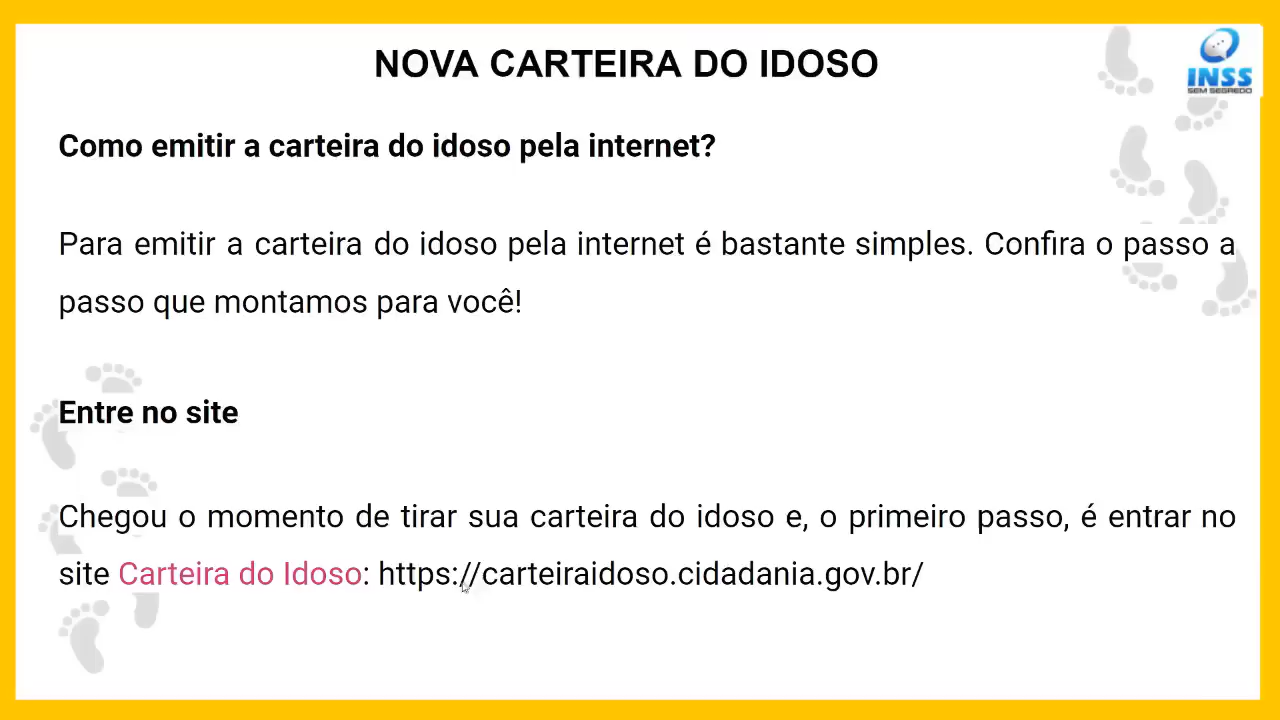 NOVA CARTEIRA DO IDOSO
INSS
SEM SEGREDO
Como emitir a carteira do idoso pela internet?
Para emitir a carteira do idoso pela internet é bastante simples. Confira o passo a
passo que montamos para você!
Entre no site
Chegou o momento de tirar sua carteira do idoso e, o primeiro passo, é entrar no
site Carteira do Idoso: https://carteiraidoso.cidadania.gov.br/